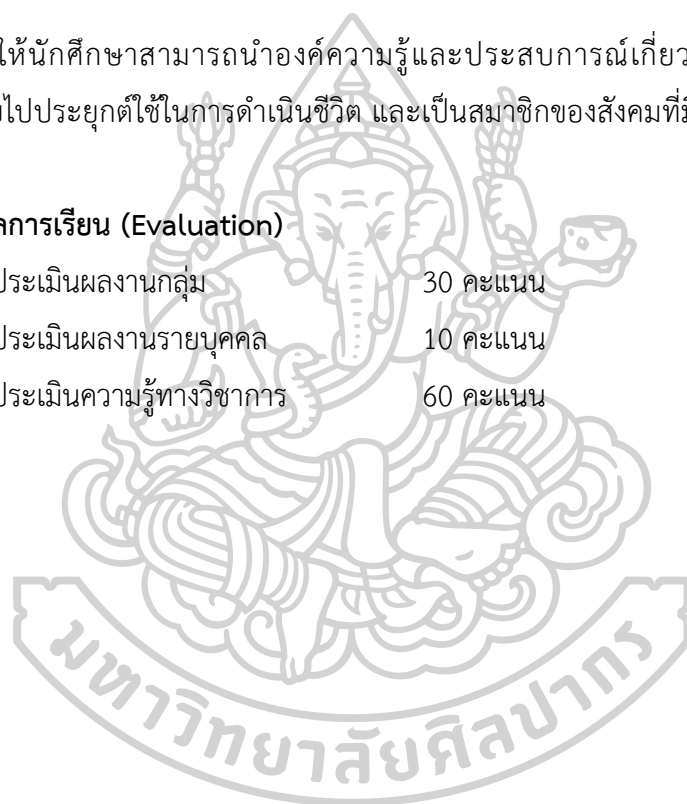 ให้นักศึกษาสามารถนำองค์ความรู้และประสบการณ์เกี่ยว
ไปประยุกต์ใช้ในการดำเนินชีวิต และเป็นสมาชิกของสังคมที่
ผลการเรียน (Evaluation)
ประเมินผลงานกลุ่ม 30 คะแนน
ประเมินผลงานรายบุคคล 10 คะแนน
ประเมินความรู้ทางวิชาการ 60 คะแนน
มหาวิทยาลัยศิลปากร